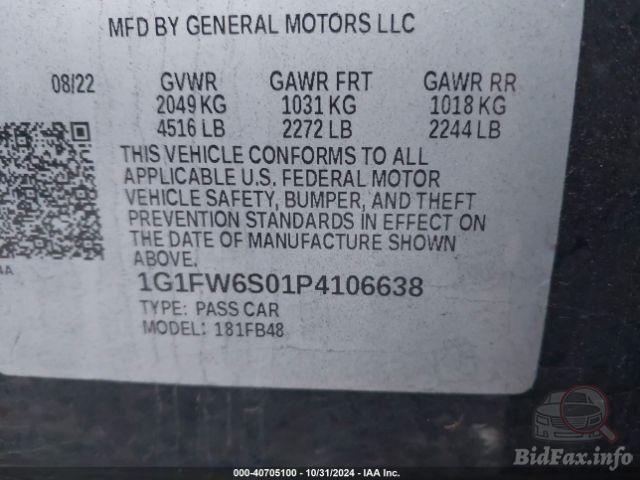 MFD BY GENERAL MOTORS LLC
08/22 GVWR GAWR FRT GAWR RR
2049 KG 1031 KG 1018 KG
4516 LB 2272 LB 2244 LB
THIS VEHICLE CONFORMS TO ALL
APPLICABLE U.S. FEDERAL MOTOR
VEHICLE SAFETY, BUMPER, AND THEFT
PREVENTION STANDARDS IN EFFECT ON
THE DATE OF MANUFACTURE SHOWN
ABOVE.
1G1FW6S01P4106638
TYPE: PASS CAR
MODEL: 181FB48
000-40705100 - 10/31/2024 - IAA Inc.
BidFax.info